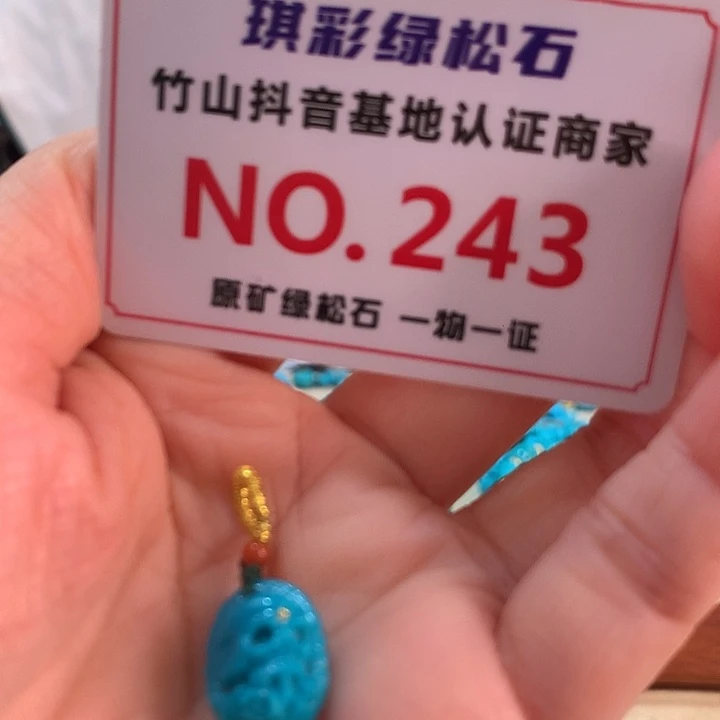 琪彩绿松石
竹山抖音基地认证商家
NO. 243
原矿绿松石 一物一证